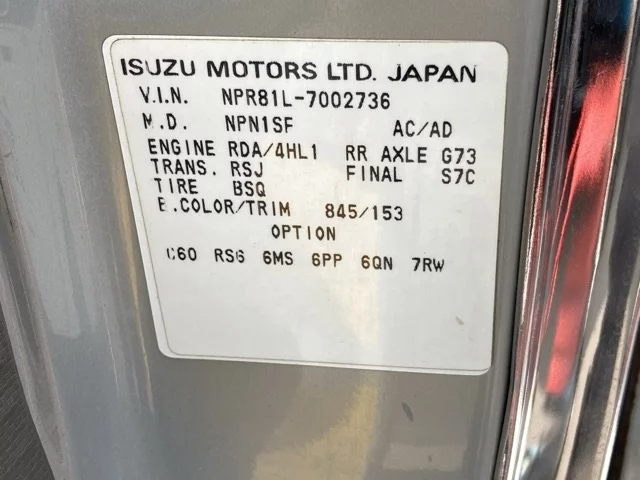 ISUZU MOTORS LTD. JAPAN
V.I.N. NPR81L-7002736
M.D. NPN1SF AC/AD
ENGINE RDA/4HL1 RR AXLE G73
TRANS. RSJ FINAL S7C
TIRE BSQ
B.COLOR/TRIM 845/153
OPTION
C60 RS6 6MS 6PP 6QN 7RW